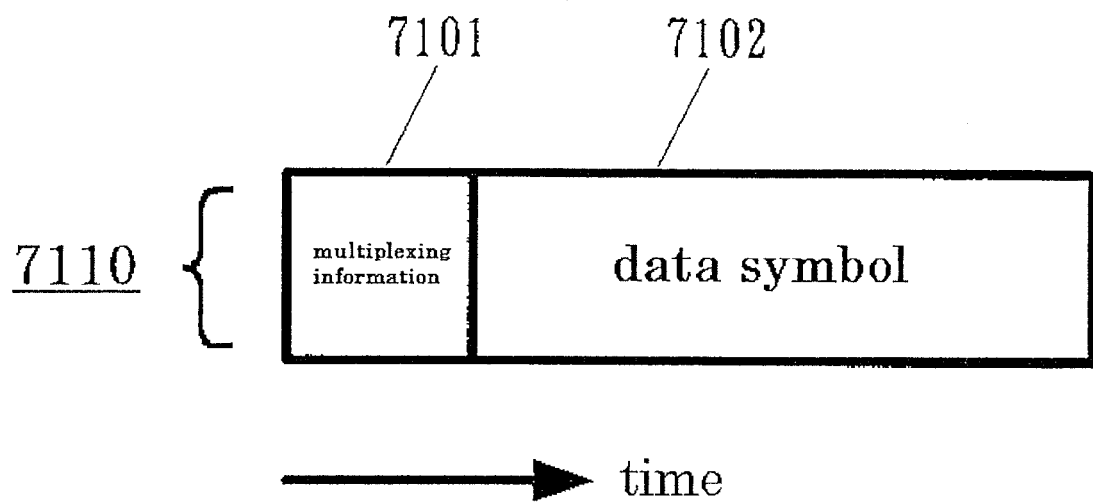 7101
7102
7110
multiplexing
information
data symbol
time